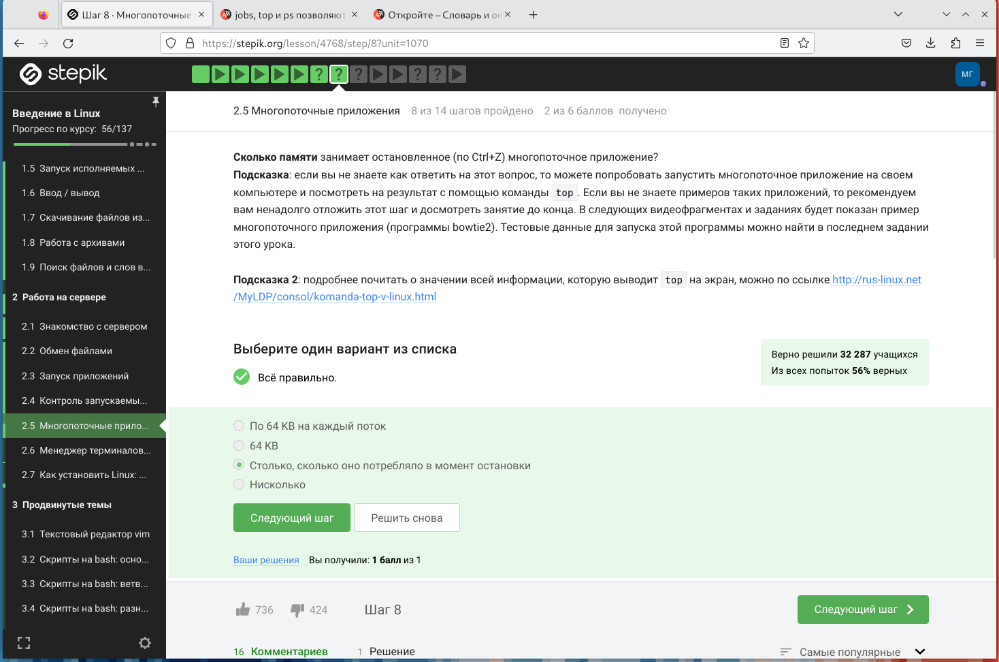 Шаг 8 · Многопоточные
jobs, top и ps позволяют
Откройте – Словарь и он
https://stepik.org/lesson/4768/step/8?unit=1070
stepik
МГ
Введение в Linux
Прогресс по курсу: 56/137
1.5 Запуск исполняемых ...
1.6 Ввод / вывод
1.7 Скачивание файлов из...
1.8 Работа с архивами
1.9 Поиск файлов и слов в...
2 Работа на сервере
2.1 Знакомство с сервером
2.2 Обмен файлами
2.3 Запуск приложений
2.4 Контроль запускаемы...
2.5 Многопоточные прило...
2.6 Менеджер терминалов...
2.7 Как установить Linux: ...
3 Продвинутые темы
3.1 Текстовый редактор vim
3.2 Скрипты на bash: осно...
3.3 Скрипты на bash: ветв...
3.4 Скрипты на bash: разн...
2.5 Многопоточные приложения 8 из 14 шагов пройдено 2 из 6 баллов получено
Сколько памяти занимает остановленное (по Ctrl+Z) многопоточное приложение?
Подсказка: если вы не знаете как ответить на этот вопрос, то можете попробовать запустить многопоточное приложение на своем
компьютере и посмотреть на результат с помощью команды top. Если вы не знаете примеров таких приложений, то рекомендуем
вам ненадолго отложить этот шаг и досмотреть занятие до конца. В следующих видеофрагментах и заданиях будет показан пример
многопоточного приложения (программы bowtie2). Тестовые данные для запуска этой программы можно найти в последнем задании
этого урока.
Подсказка 2: подробнее почитать о значении всей информации, которую выводит top на экран, можно по ссылке http://rus-linux.net
/MyLDP/consol/komanda-top-v-linux.html
Выберите один вариант из списка
Всё правильно.
Верно решили 32 287 учащихся
Из всех попыток 56% верных
По 64 KB на каждый поток
64 KB
Столько, сколько оно потребляло в момент остановки
Нисколько
Следующий шаг
Решить снова
Ваши решения Вы получили: 1 балл из 1
736 424 Шаг 8
Следующий шаг
16 Комментариев 1 Решение
Самые популярные